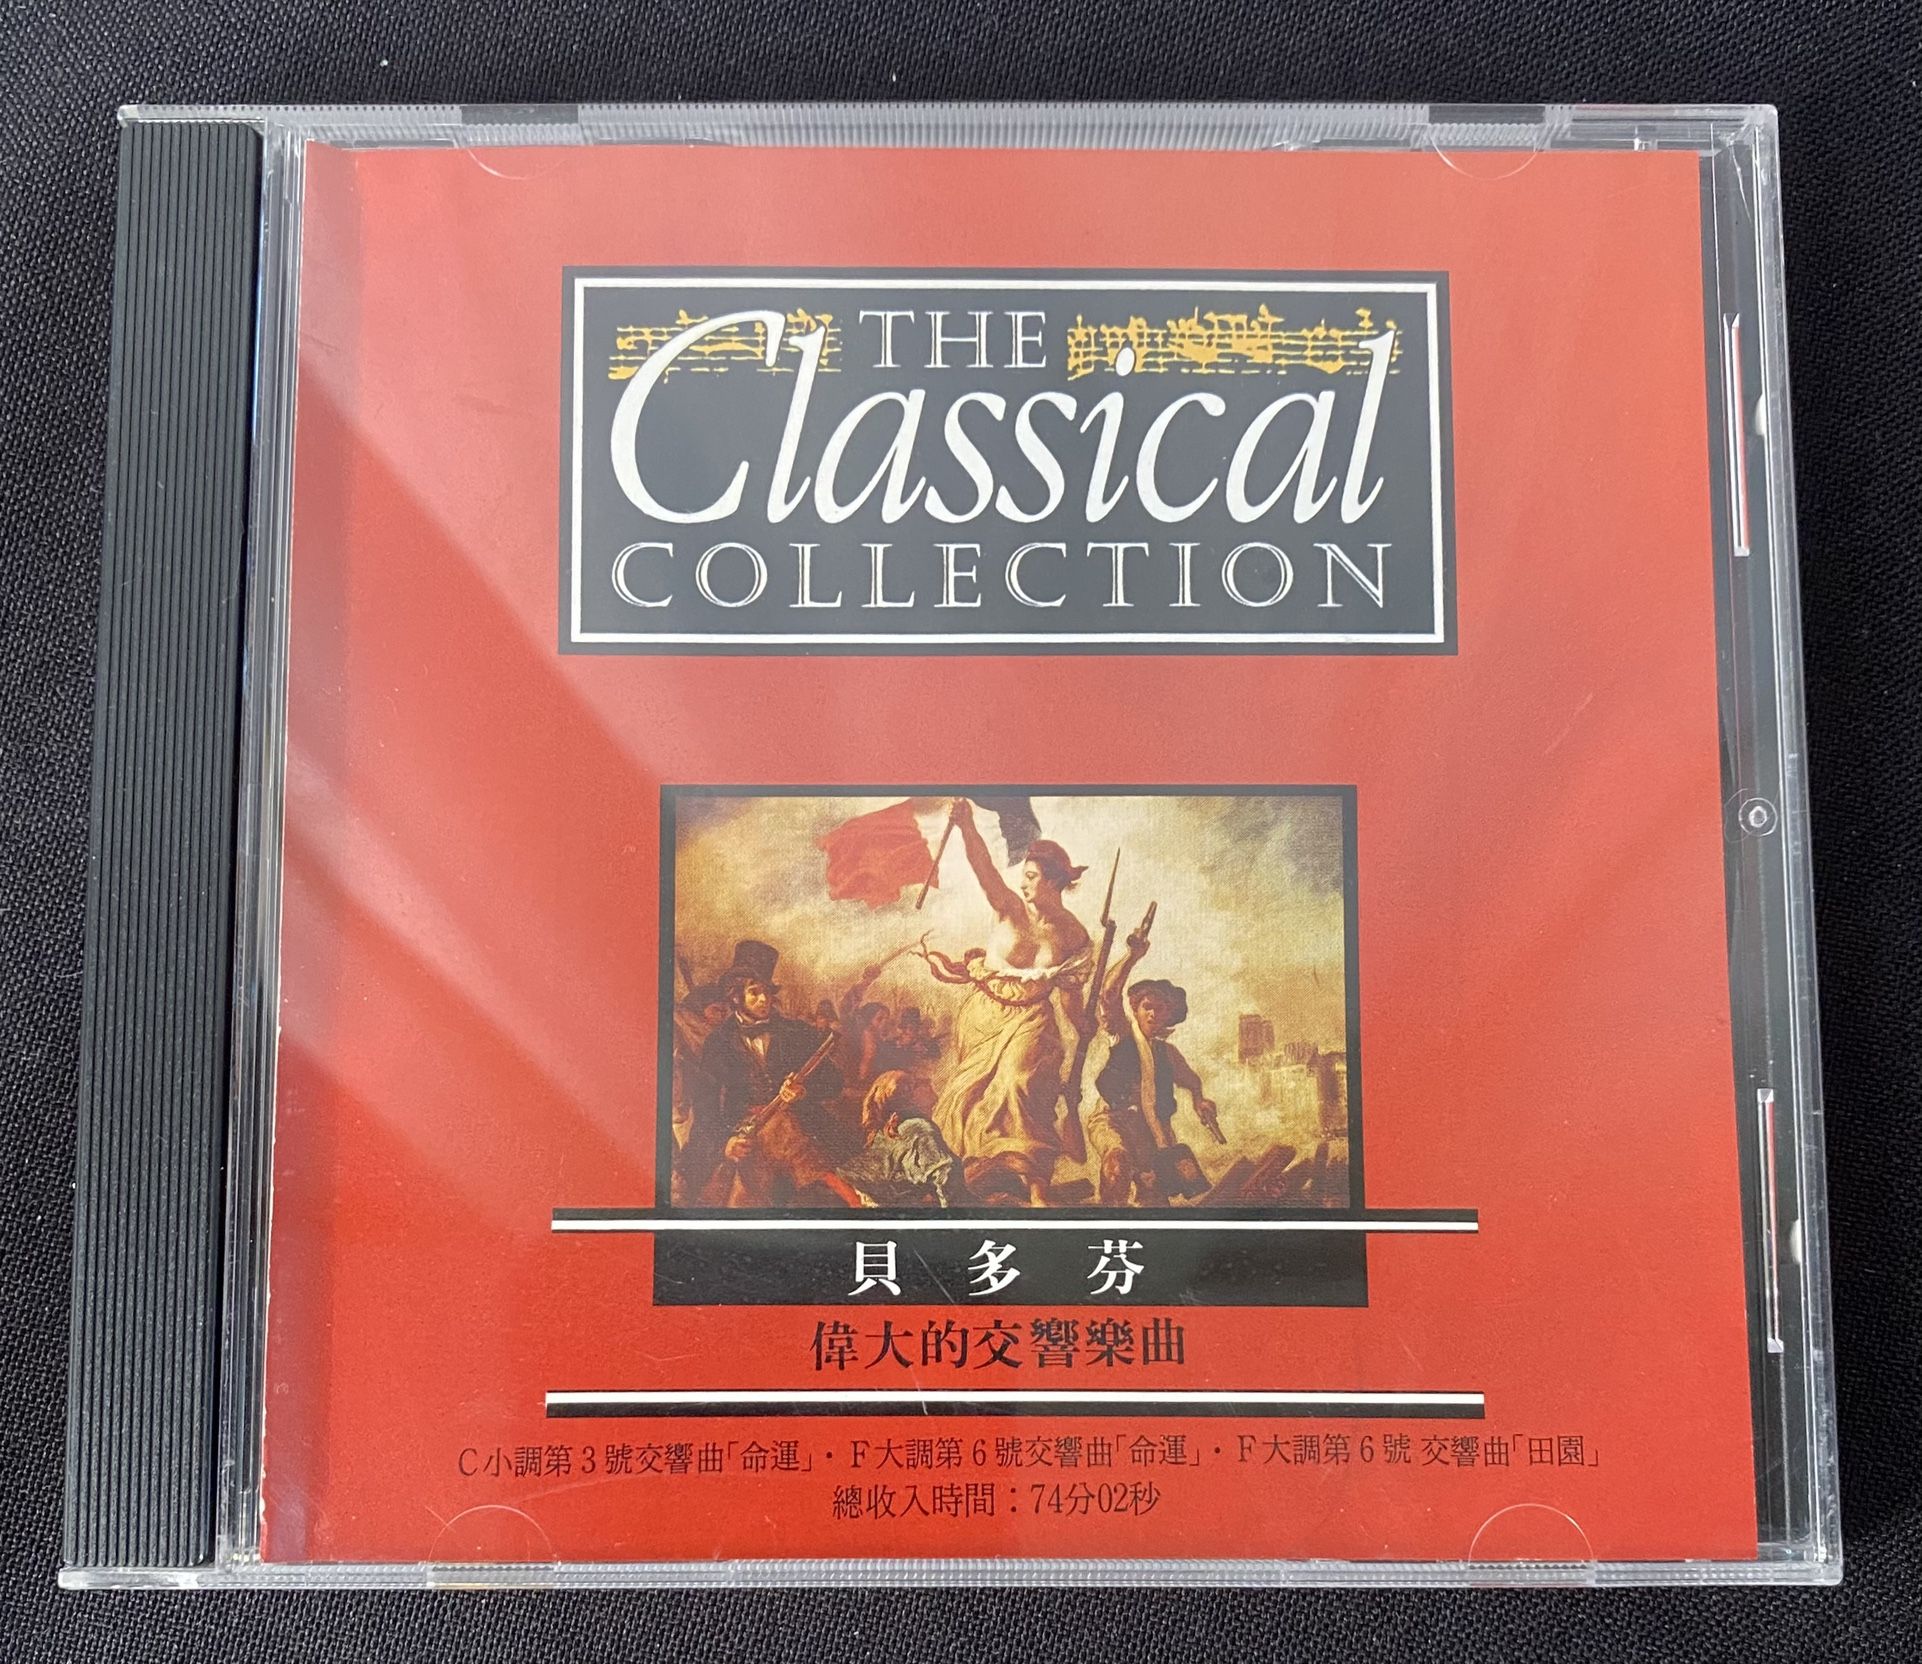 THE
Classical
COLLECTION
貝多芬
偉大的交響樂曲
C小調第3號交響曲「命運」・F大調第6號交響曲「命運」・F大調第6號 交響曲「田園」
總收入時間：74分02秒